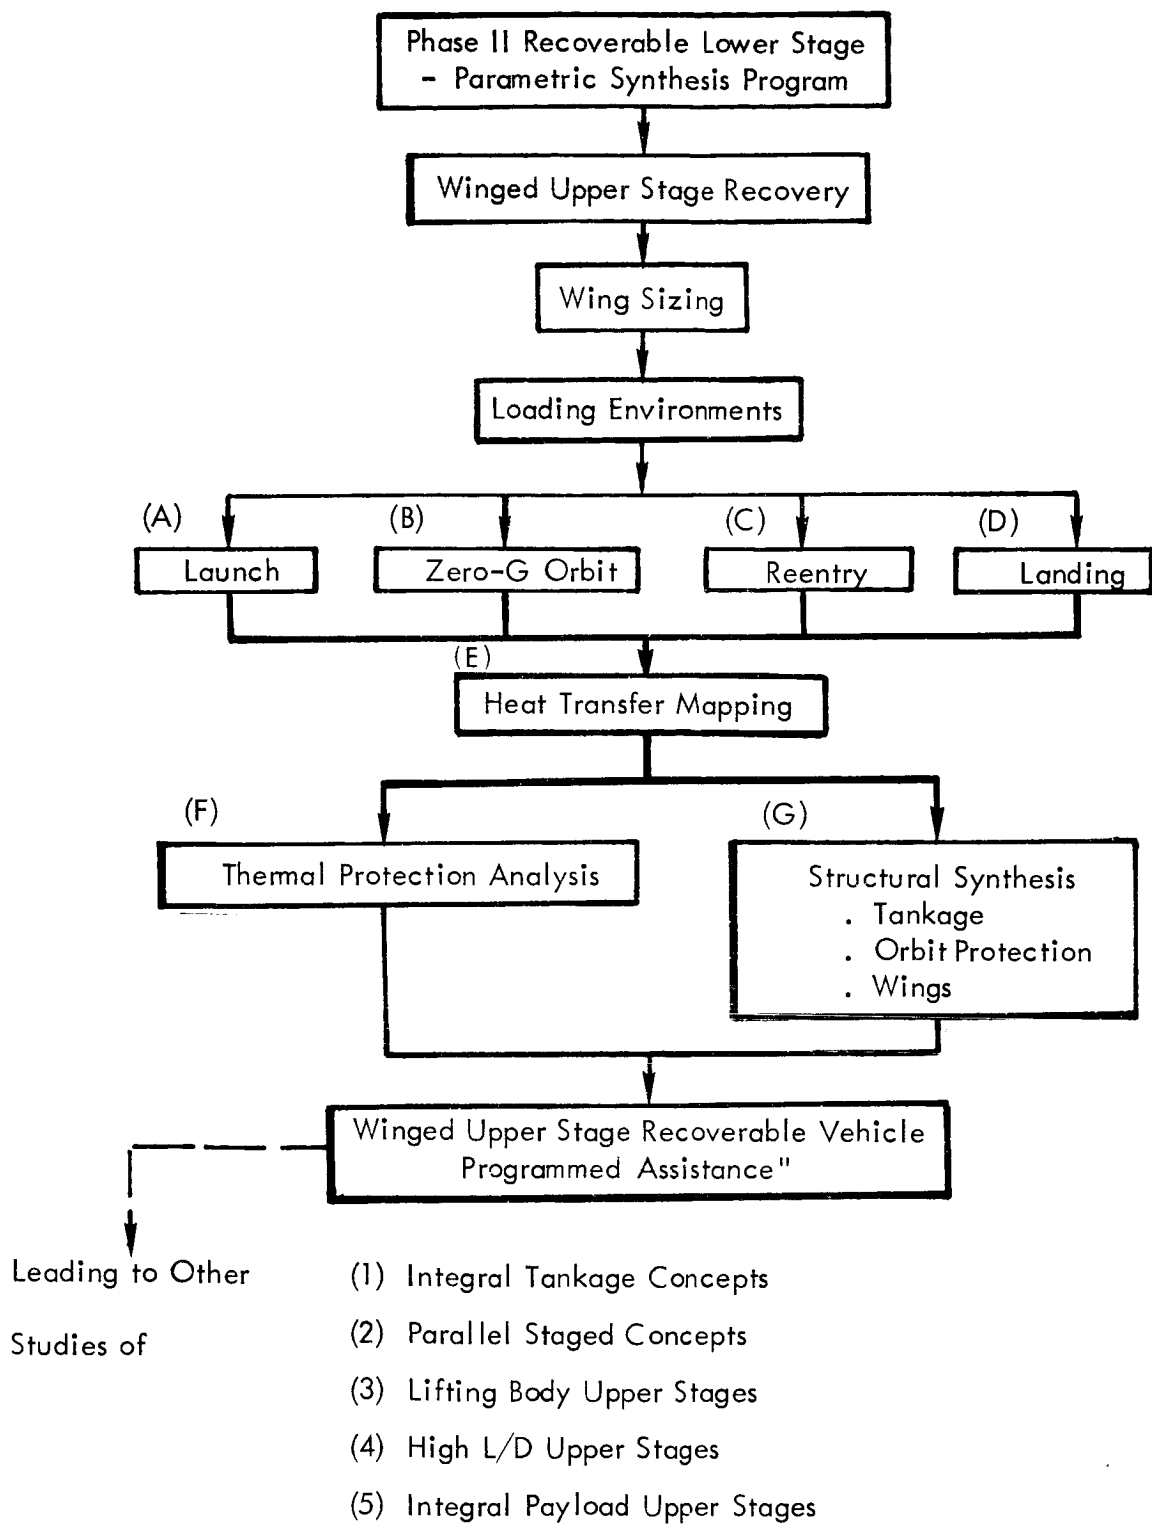 Phase II Recoverable Lower Stage
- Parametric Synthesis Program
Winged Upper Stage Recovery
Wing Sizing
Loading Environments
(A)
(B)
(C)
(D)
Launch
Zero-G Orbit
Reentry
Landing
(E)
Heat Transfer Mapping
(F)
(G)
Thermal Protection Analysis
Structural Synthesis
. Tankage
. Orbit Protection
. Wings
Winged Upper Stage Recoverable Vehicle
Programmed Assistance"
Leading to Other
Studies of
(1) Integral Tankage Concepts
(2) Parallel Staged Concepts
(3) Lifting Body Upper Stages
(4) High L/D Upper Stages
(5) Integral Payload Upper Stages